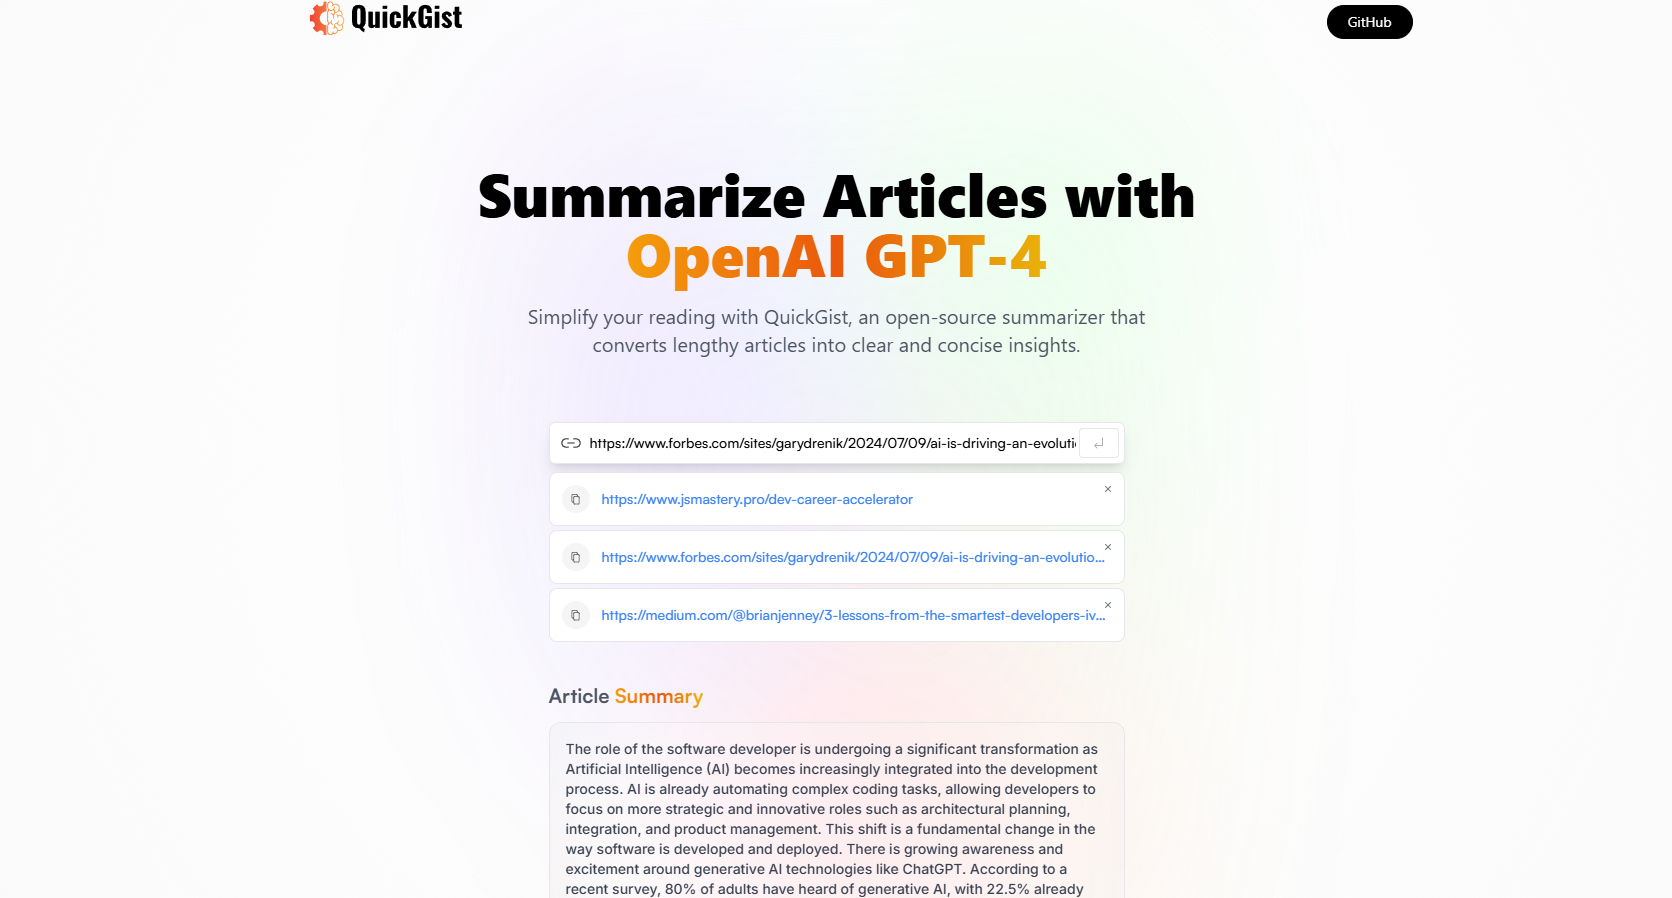 QuickGist
GitHub
Summarize Articles with
OpenAI GPT-4
Simplify your reading with QuickGist, an open-source summarizer that
converts lengthy articles into clear and concise insights.
https://www.forbes.com/sites/garydrenik/2024/07/09/ai-is-driving-an-evoluti
https://www.jsmastery.pro/dev-career-accelerator
https://www.forbes.com/sites/garydrenik/2024/07/09/ai-is-driving-an-evolutio...
https://medium.com/@brianjenney/3-lessons-from-the-smartest-developers-iv...
Article Summary
The role of the software developer is undergoing a significant transformation as
Artificial Intelligence (AI) becomes increasingly integrated into the development
process. AI is already automating complex coding tasks, allowing developers to
focus on more strategic and innovative roles such as architectural planning,
integration, and product management. This shift is a fundamental change in the
way software is developed and deployed. There is growing awareness and
excitement around generative AI technologies like ChatGPT. According to a
recent survey, 80% of adults have heard of generative AI, with 22.5% already